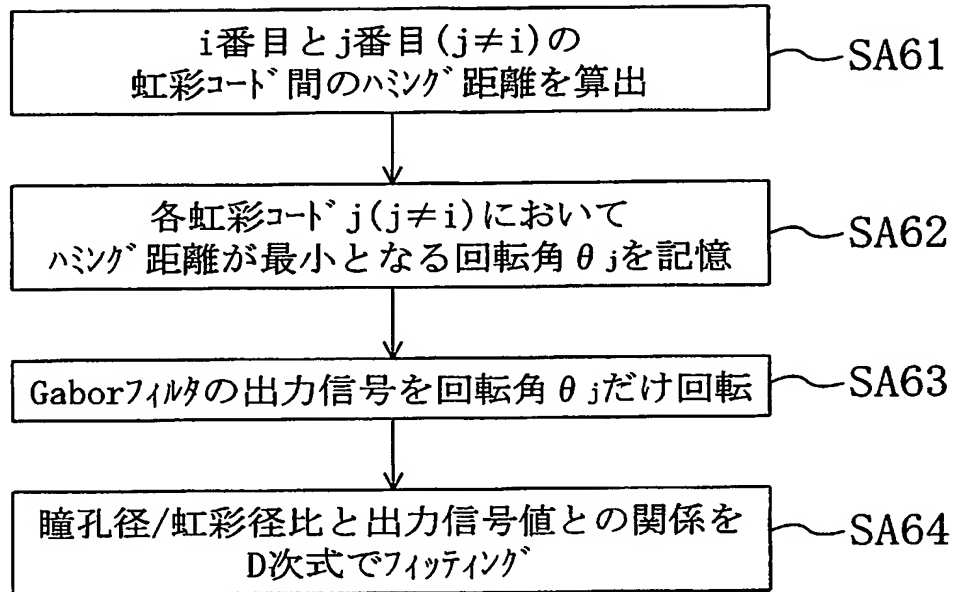 i番目とj番目(j≠i)の
虹彩ｺｰﾄﾞ間のﾊﾐﾝｸﾞ距離を算出
SA61
各虹彩ｺｰﾄﾞj(j≠i)において
ﾊﾐﾝｸﾞ距離が最小となる回転角θjを記憶
SA62
Gaborﾌｨﾙﾀの出力信号を回転角θjだけ回転
SA63
瞳孔径/虹彩径比と出力信号値との関係を
D次式でﾌｨｯﾃｨﾝｸﾞ
SA64